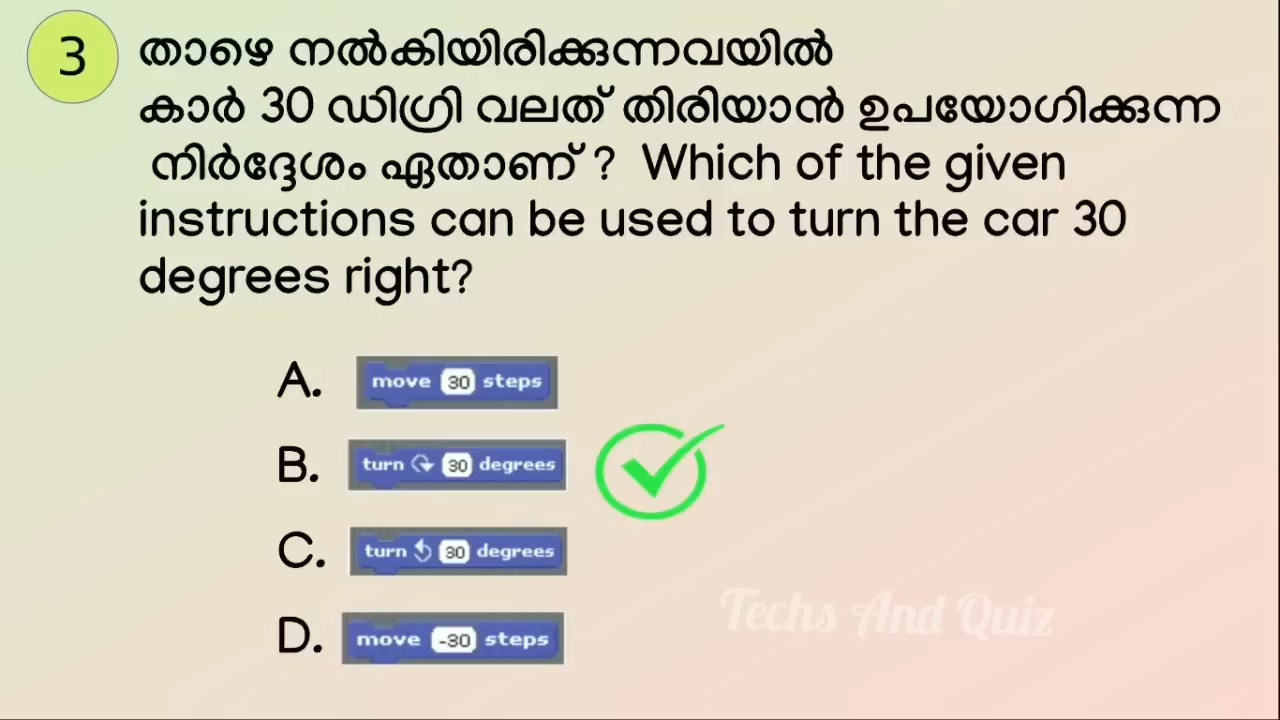 3
താഴെ നൽകിയിരിക്കുന്നവയിൽ
കാർ 30 ഡിഗ്രി വലത് തിരിയാൻ ഉപയോഗിക്കുന്ന
നിർദ്ദേശം ഏതാണ് ? Which of the given
instructions can be used to turn the car 30
degrees right?
A. move 30 steps
B. turn 30 degrees
C. turn 30 degrees
D. move -30 steps
Techs And Quiz